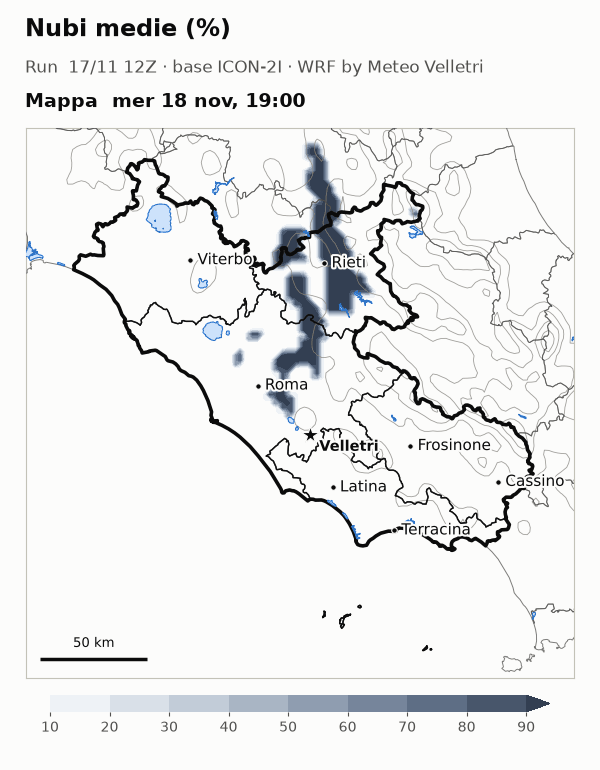 Nubi medie (%)
Run  17/11 12Z · base ICON-2I · WRF by Meteo Velletri
Mappa  mer 18 nov, 19:00
Viterbo
Rieti
Roma
Velletri
Frosinone
Cassino
Latina
Terracina
50 km
10 20 30 40 50 60 70 80 90